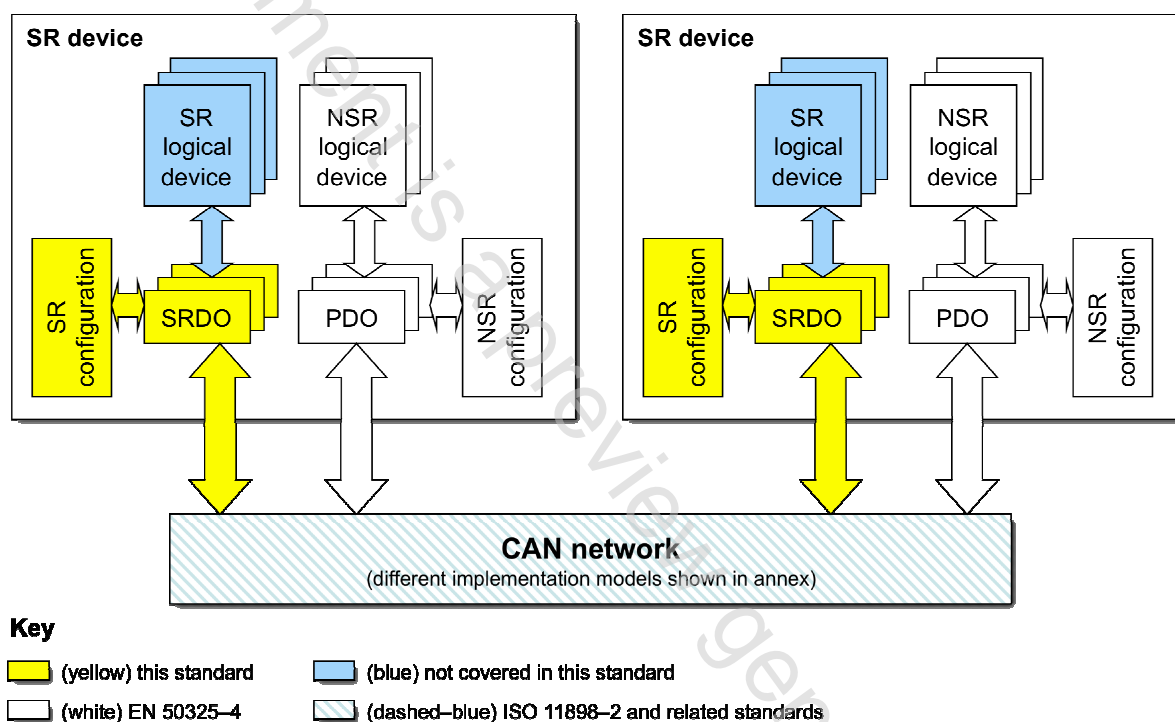 SR device
SR
logical
device
NSR
logical
device
SR
configuration
SRDO
PDO
NSR
configuration
SR device
SR
logical
device
NSR
logical
device
SR
configuration
SRDO
PDO
NSR
configuration
CAN network
(different implementation models shown in annex)
Key
(yellow) this standard
(blue) not covered in this standard
(white) EN 50325–4
(dashed–blue) ISO 11898–2 and related standards
is a preview